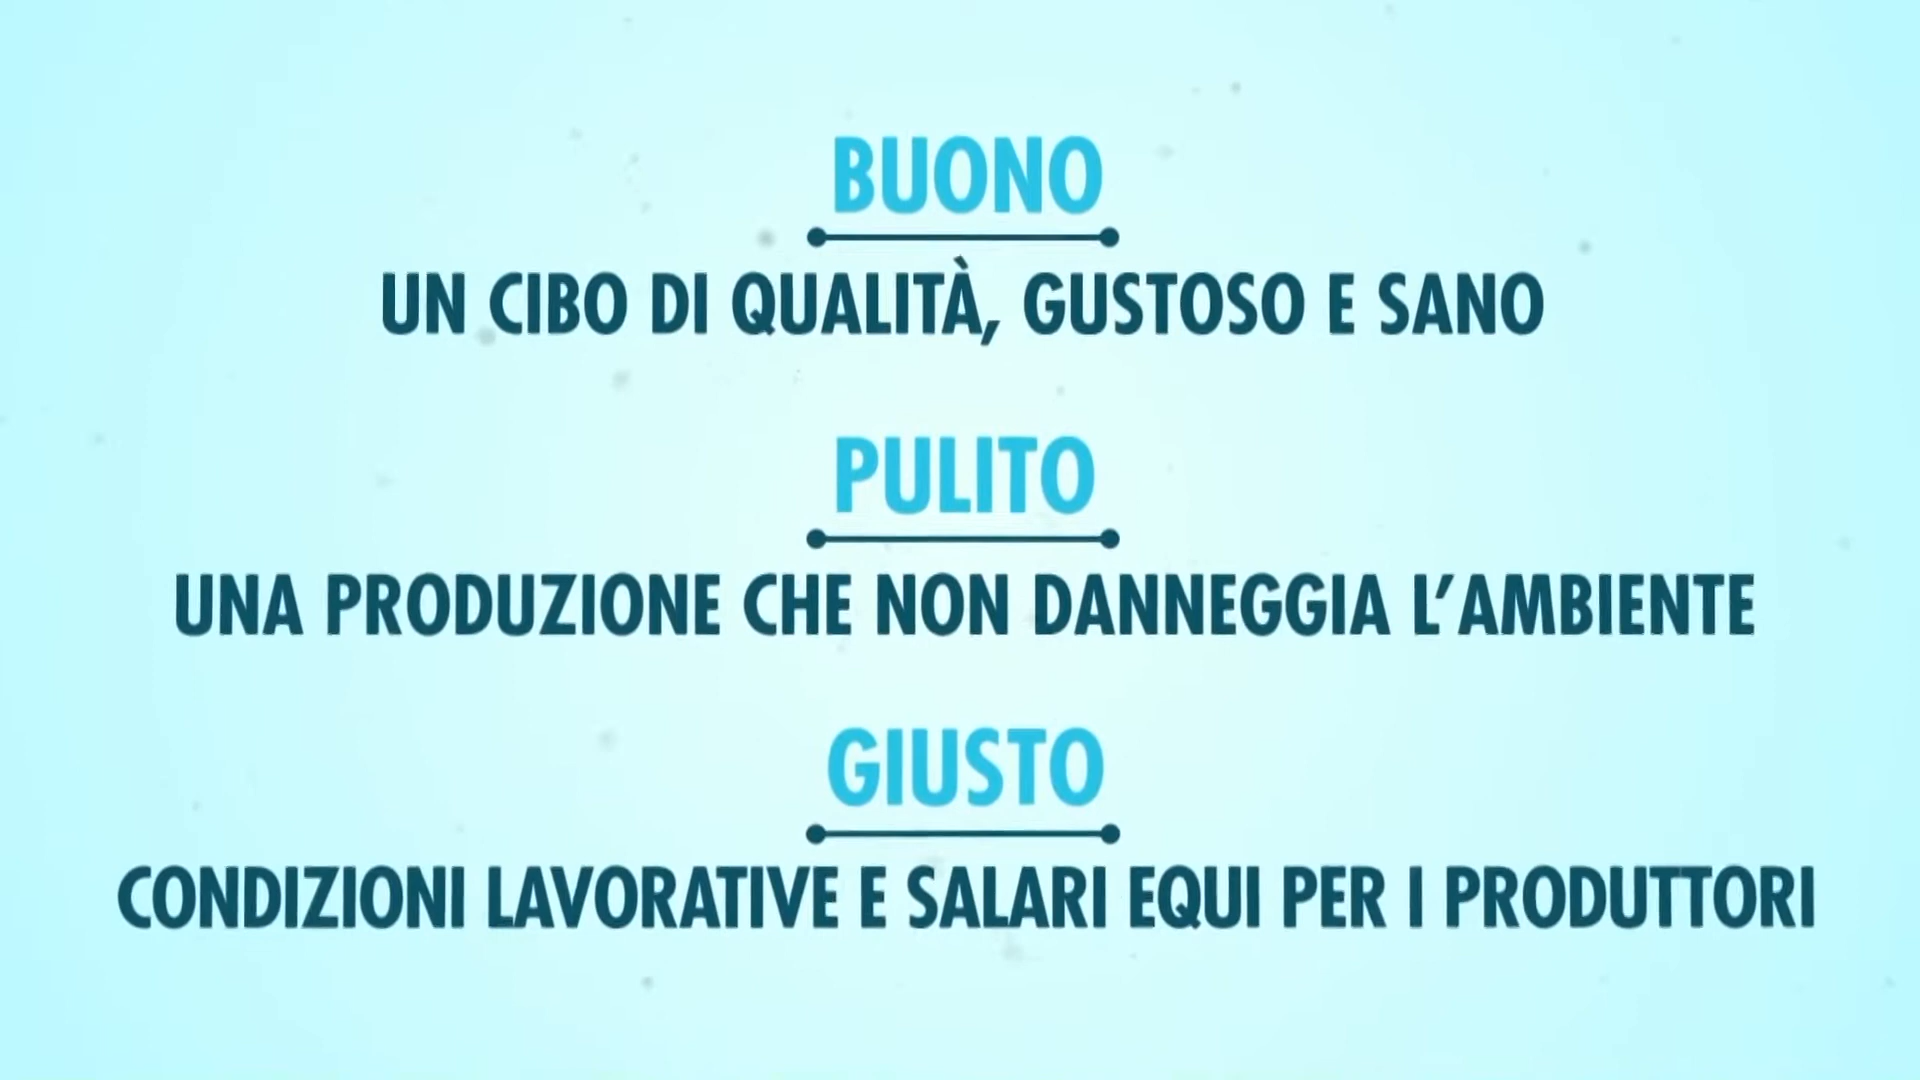 BUONO
UN CIBO DI QUALITÀ, GUSTOSO E SANO
PULITO
UNA PRODUZIONE CHE NON DANNEGGIA L’AMBIENTE
GIUSTO
CONDIZIONI LAVORATIVE E SALARI EQUI PER I PRODUTTORI